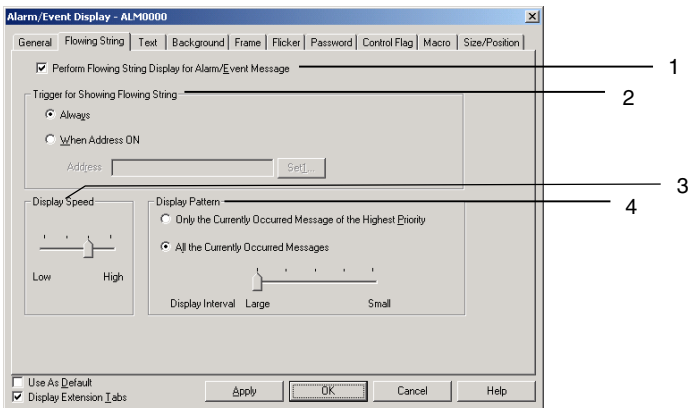 Alarm/Event Display - ALM0000
General Flowing String Text Background Frame Flicker Password Control Flag Macro Size/Position
Perform Flowing String Display for Alarm/Event Message
1
Trigger for Showing Flowing String
2
Always
When Address ON
Address Set1...
3
Display Speed Display Pattern
4
Only the Currently Occurred Message of the Highest Priority
All the Currently Occurred Messages
Low High
Display Interval Large Small
Use As Default
Display Extension Tabs
Apply OK Cancel Help